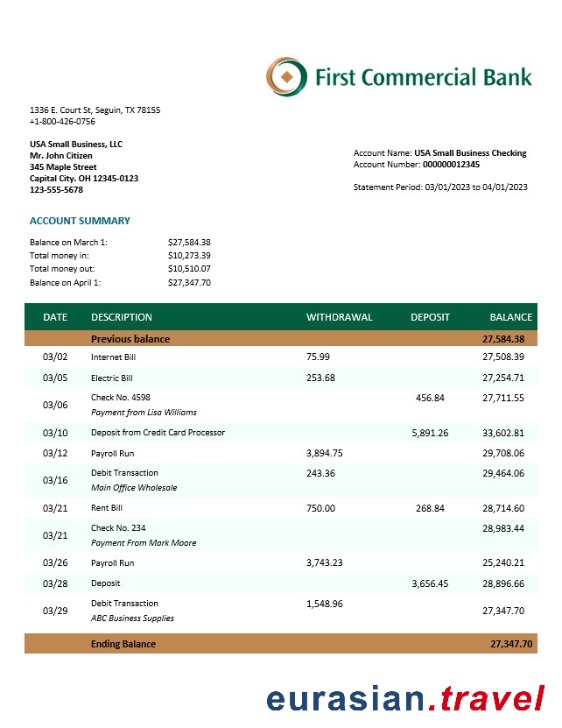 First Commercial Bank
1336 E. Court St, Seguin, TX 78155
+1-800-426-0756
USA Small Business, LLC
Mr. John Citizen
345 Maple Street
Capital City. OH 12345-0123
123-555-5678
Account Name: USA Small Business Checking
Account Number: 000000012345
Statement Period: 03/01/2023 to 04/01/2023
ACCOUNT SUMMARY
Balance on March 1: $27,584.38
Total money in: $10,273.39
Total money out: $10,510.07
Balance on April 1: $27,347.70
DATE DESCRIPTION WITHDRAWAL DEPOSIT BALANCE
Previous balance 27,584.38
03/02 Internet Bill 75.99 27,508.39
03/05 Electric Bill 253.68 27,254.71
03/06 Check No. 4598 456.84 27,711.55
Payment from Lisa Williams
03/10 Deposit from Credit Card Processor 5,891.26 33,602.81
03/12 Payroll Run 3,894.75 29,708.06
03/16 Debit Transaction 243.36 29,464.06
Main Office Wholesale
03/21 Rent Bill 750.00 268.84 28,714.60
03/21 Check No. 234 28,983.44
Payment From Mark Moore
03/26 Payroll Run 3,743.23 25,240.21
03/28 Deposit 3,656.45 28,896.66
03/29 Debit Transaction 1,548.96 27,347.70
ABC Business Supplies
Ending Balance 27,347.70
eurasian.travel